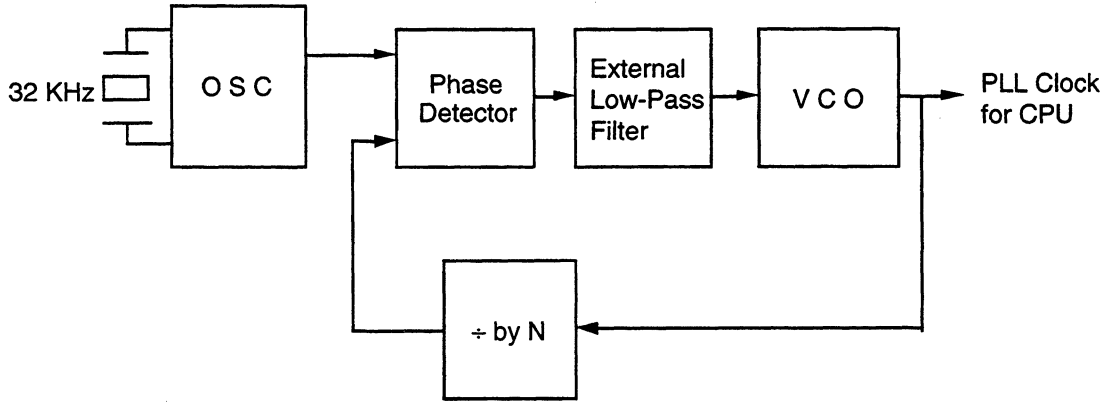 32 KHz
O S C
Phase
Detector
External
Low-Pass
Filter
V C O
PLL Clock
for CPU
÷ by N